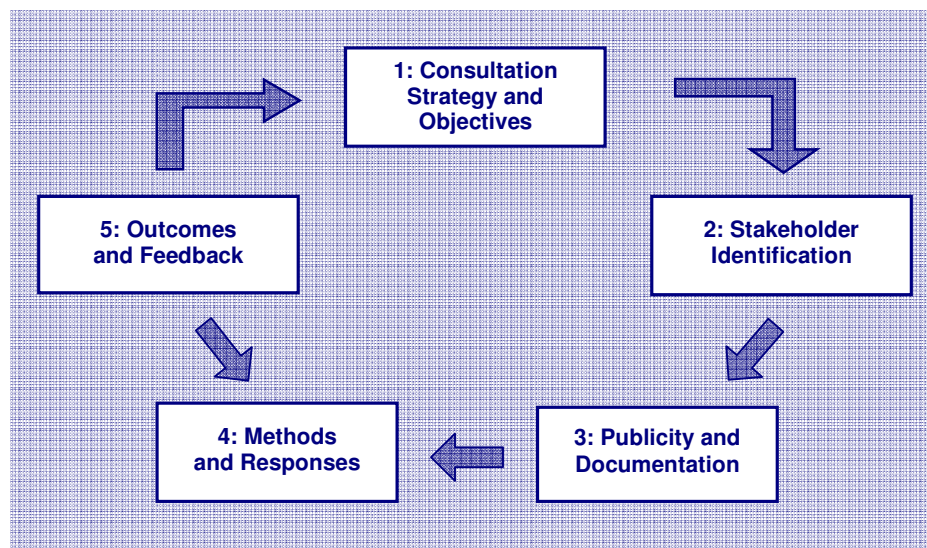 1: Consultation
Strategy and
Objectives
2: Stakeholder
Identification
3: Publicity and
Documentation
4: Methods
and Responses
5: Outcomes
and Feedback